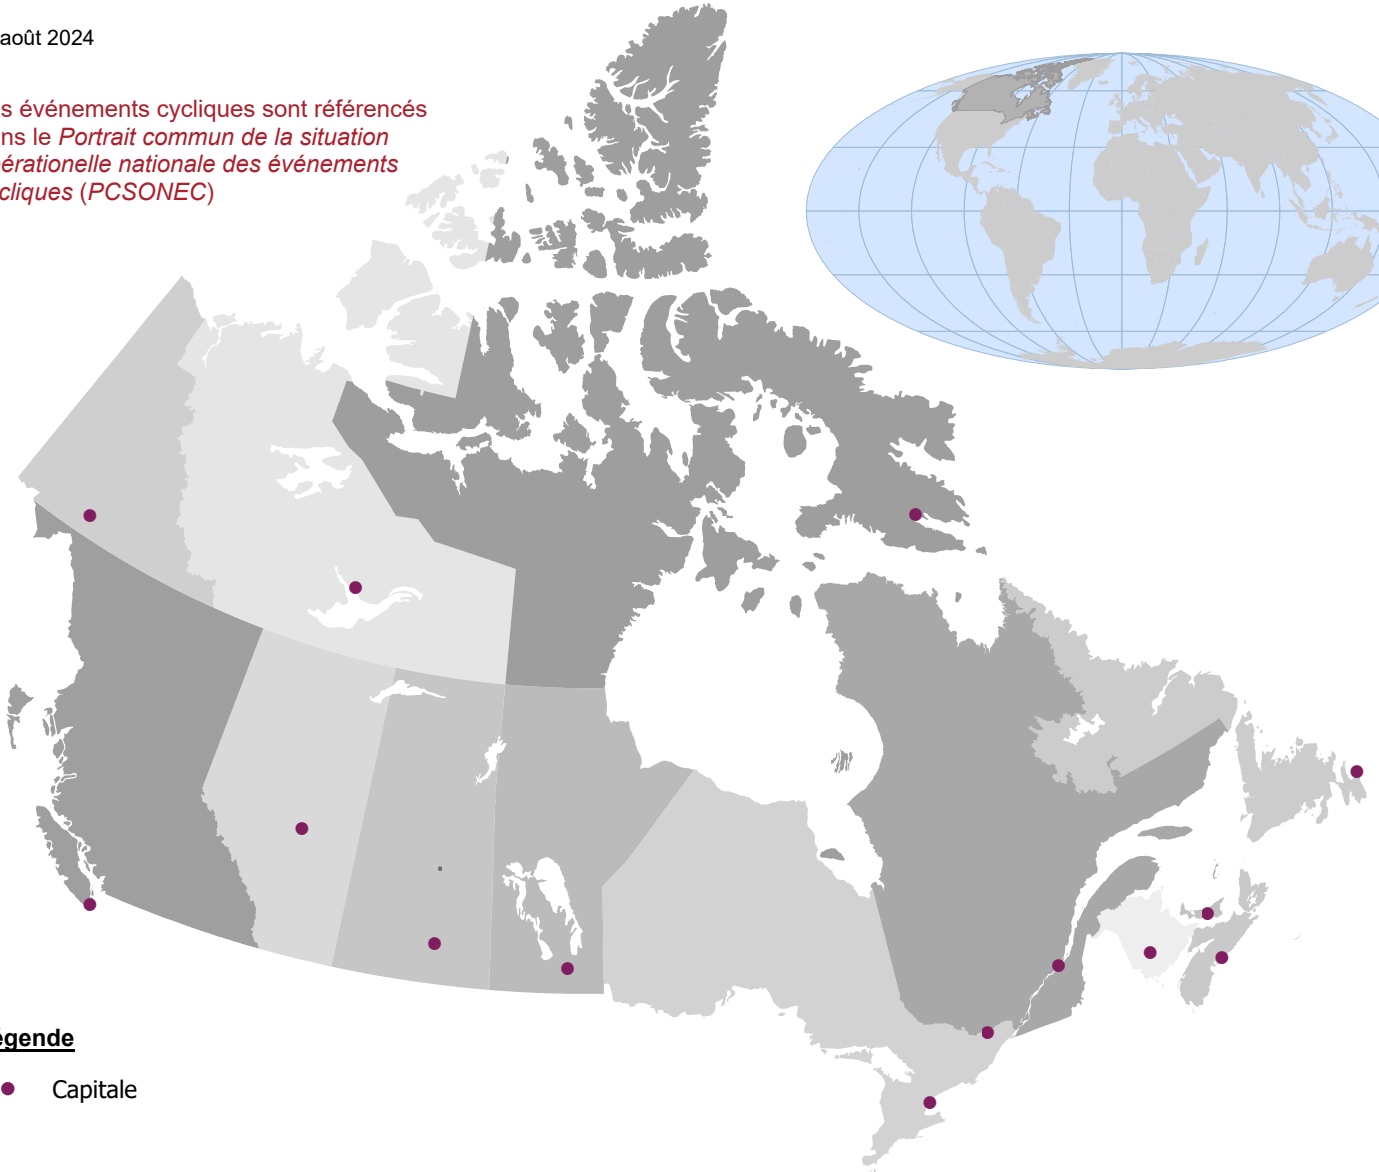 août 2024
s événements cycliques sont référencés
ns le Portrait commun de la situation
érationelle nationale des événements
cliques (PCSONEC)
égende
Capitale